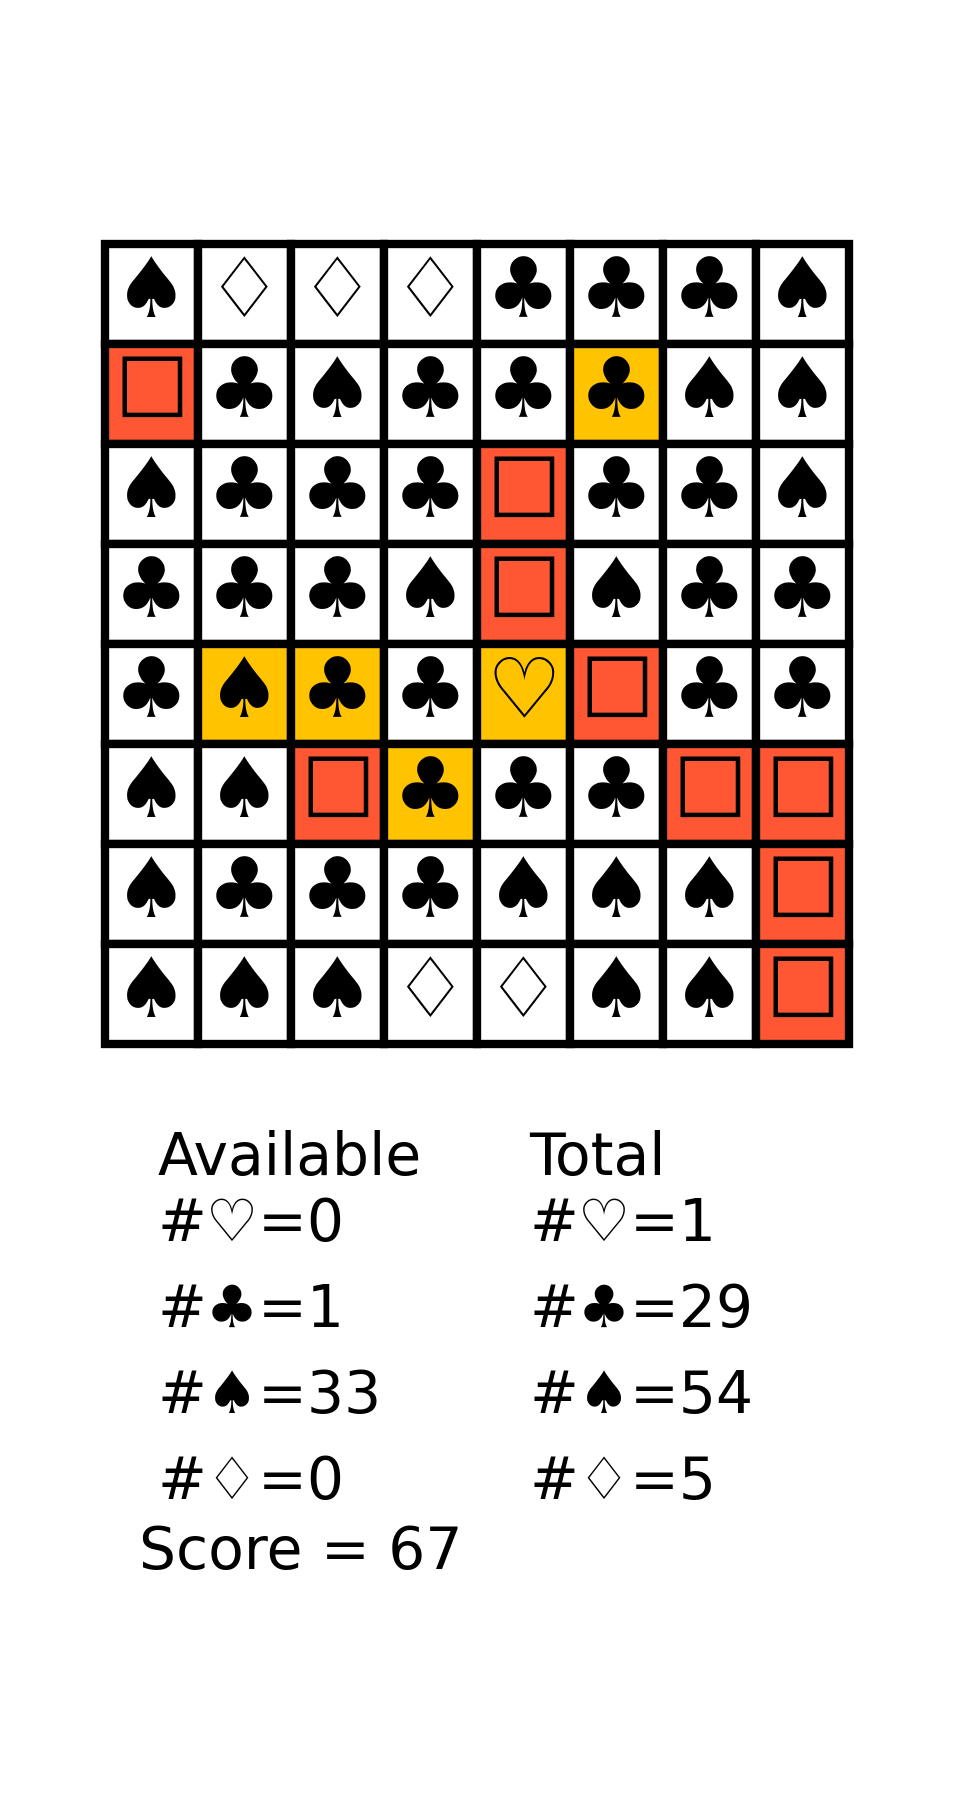 ♠ ♢ ♢ ♢ ♣ ♣ ♣ ♠
□ ♣ ♠ ♣ ♣ ♣ ♠ ♠
♠ ♣ ♣ ♣ □ ♣ ♣ ♠
♣ ♣ ♣ ♠ □ ♠ ♣ ♣
♣ ♠ ♣ ♣ ♡ □ ♣ ♣
♠ ♠ □ ♣ ♣ ♣ □ □
♠ ♣ ♣ ♣ ♠ ♠ ♠ □
♠ ♠ ♠ ♢ ♢ ♠ ♠ □
Available Total
#♡=0 #♡=1
#♣=1 #♣=29
#♠=33 #♠=54
#♢=0 #♢=5
Score = 67